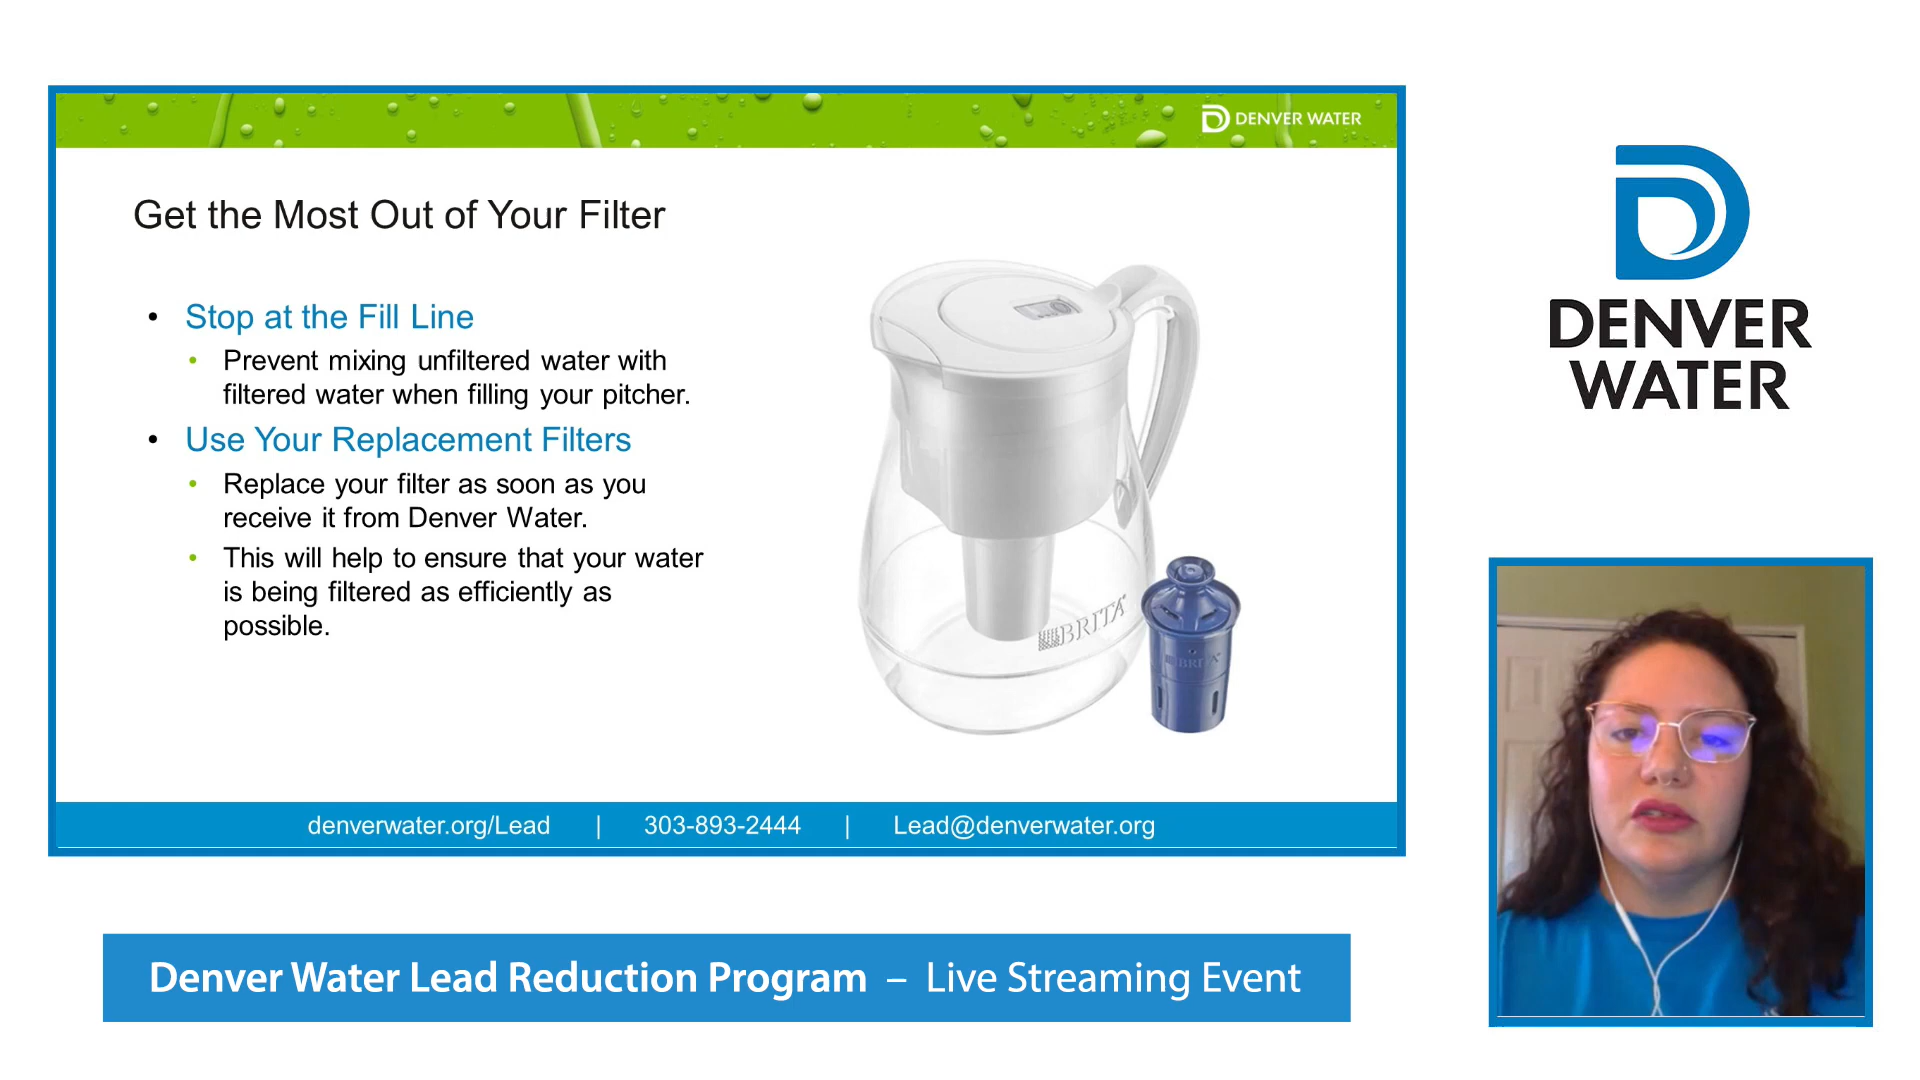 DENVER WATER
Get the Most Out of Your Filter
• Stop at the Fill Line
• Prevent mixing unfiltered water with
filtered water when filling your pitcher.
• Use Your Replacement Filters
• Replace your filter as soon as you
receive it from Denver Water.
• This will help to ensure that your water
is being filtered as efficiently as
possible.
BRITA
BRITA
denverwater.org/Lead | 303-893-2444 | Lead@denverwater.org
DENVER
WATER
Denver Water Lead Reduction Program – Live Streaming Event